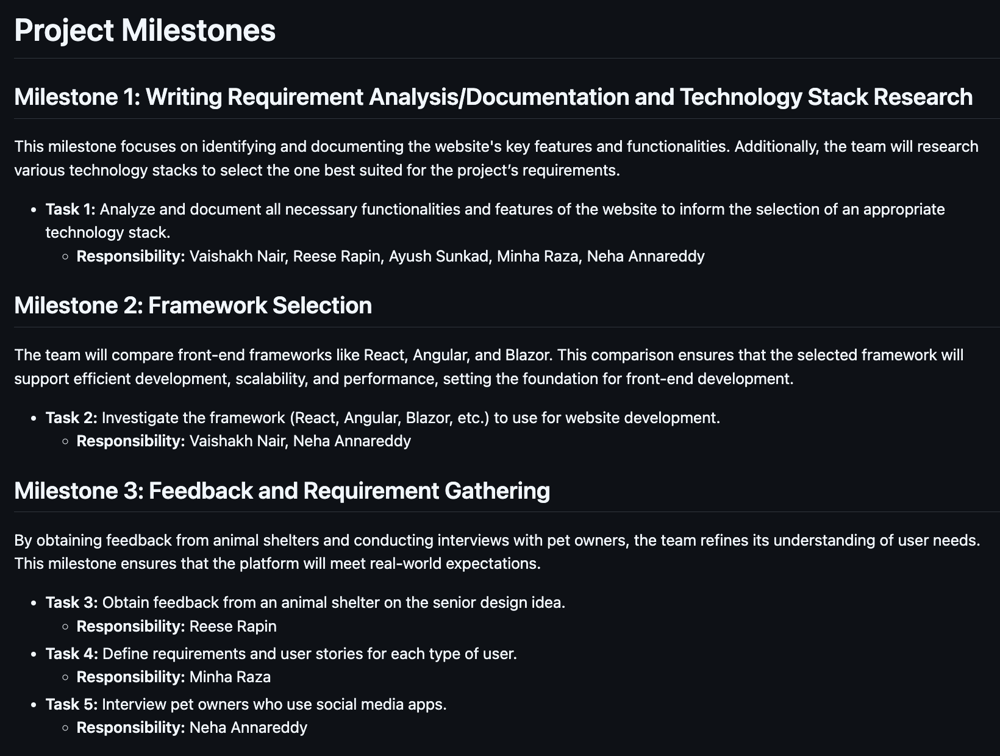 Project Milestones
Milestone 1: Writing Requirement Analysis/Documentation and Technology Stack Research
This milestone focuses on identifying and documenting the website's key features and functionalities. Additionally, the team will research
various technology stacks to select the one best suited for the project’s requirements.
• Task 1: Analyze and document all necessary functionalities and features of the website to inform the selection of an appropriate
technology stack.
◦ Responsibility: Vaishakh Nair, Reese Rapin, Ayush Sunkad, Minha Raza, Neha Annareddy
Milestone 2: Framework Selection
The team will compare front-end frameworks like React, Angular, and Blazor. This comparison ensures that the selected framework will
support efficient development, scalability, and performance, setting the foundation for front-end development.
• Task 2: Investigate the framework (React, Angular, Blazor, etc.) to use for website development.
◦ Responsibility: Vaishakh Nair, Neha Annareddy
Milestone 3: Feedback and Requirement Gathering
By obtaining feedback from animal shelters and conducting interviews with pet owners, the team refines its understanding of user needs.
This milestone ensures that the platform will meet real-world expectations.
• Task 3: Obtain feedback from an animal shelter on the senior design idea.
◦ Responsibility: Reese Rapin
• Task 4: Define requirements and user stories for each type of user.
◦ Responsibility: Minha Raza
• Task 5: Interview pet owners who use social media apps.
◦ Responsibility: Neha Annareddy